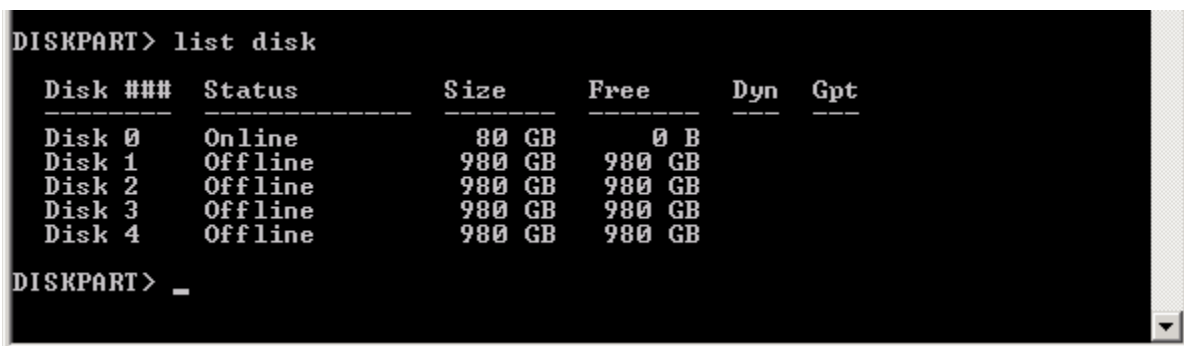 DISKPART> list disk
Disk ### Status Size Free Dyn Gpt
-------- ------------- ------- ------- --- ---
Disk 0 Online 80 GB 0 B
Disk 1 Offline 980 GB 980 GB
Disk 2 Offline 980 GB 980 GB
Disk 3 Offline 980 GB 980 GB
Disk 4 Offline 980 GB 980 GB
DISKPART> _